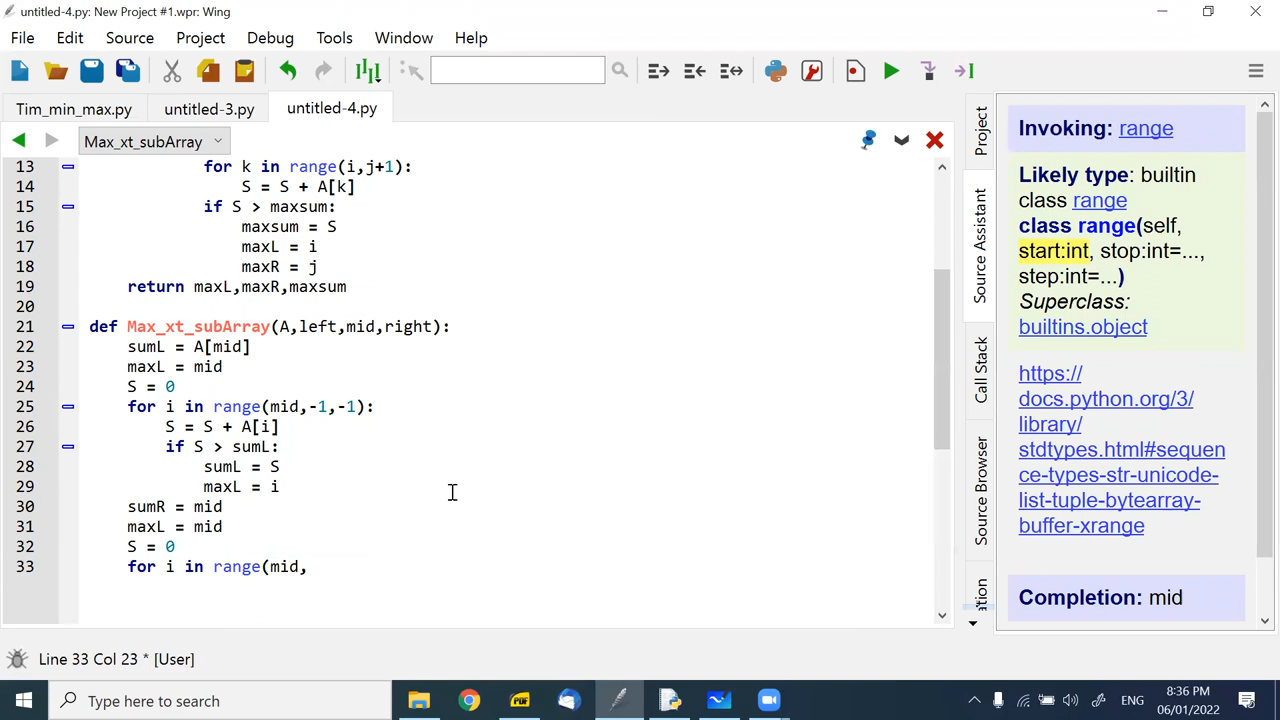 untitled-4.py: New Project #1.wpr: Wing
File Edit Source Project Debug Tools Window Help
Tim_min_max.py untitled-3.py untitled-4.py
Max_xt_subArray
13 for k in range(i,j+1):
14 S = S + A[k]
15 if S > maxsum:
16 maxsum = S
17 maxL = i
18 maxR = j
19 return maxL,maxR,maxsum
20
21 def Max_xt_subArray(A,left,mid,right):
22 sumL = A[mid]
23 maxL = mid
24 S = 0
25 for i in range(mid,-1,-1):
26 S = S + A[i]
27 if S > sumL:
28 sumL = S
29 maxL = i
30 sumR = mid
31 maxL = mid
32 S = 0
33 for i in range(mid,
Project
Source Assistant
Call Stack
Source Browser
Invoking: range
Likely type: builtin
class range
class range(self,
start:int, stop:int=...,
step:int=...)
Superclass:
builtins.object
https://
docs.python.org/3/
library/
stdtypes.html#sequen
ce-types-str-unicode-
list-tuple-bytearray-
buffer-xrange
Completion: mid
Line 33 Col 23 * [User]
Type here to search
PDF
ENG
8:36 PM
06/01/2022